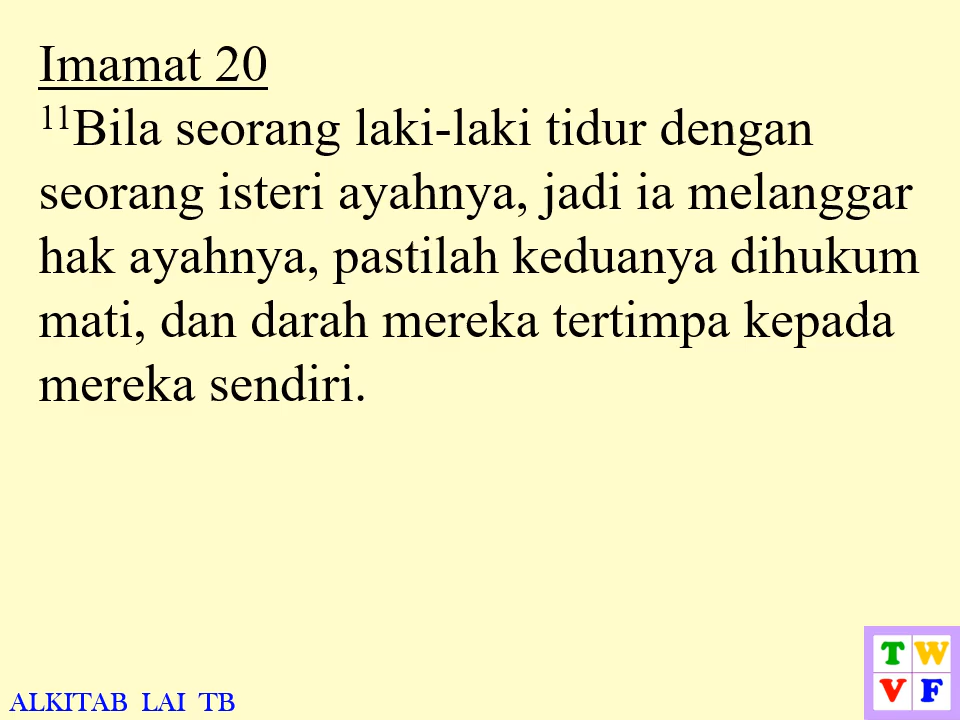 Imamat 20
11Bila seorang laki-laki tidur dengan
seorang isteri ayahnya, jadi ia melanggar
hak ayahnya, pastilah keduanya dihukum
mati, dan darah mereka tertimpa kepada
mereka sendiri.
T W
V F
ALKITAB LAI TB